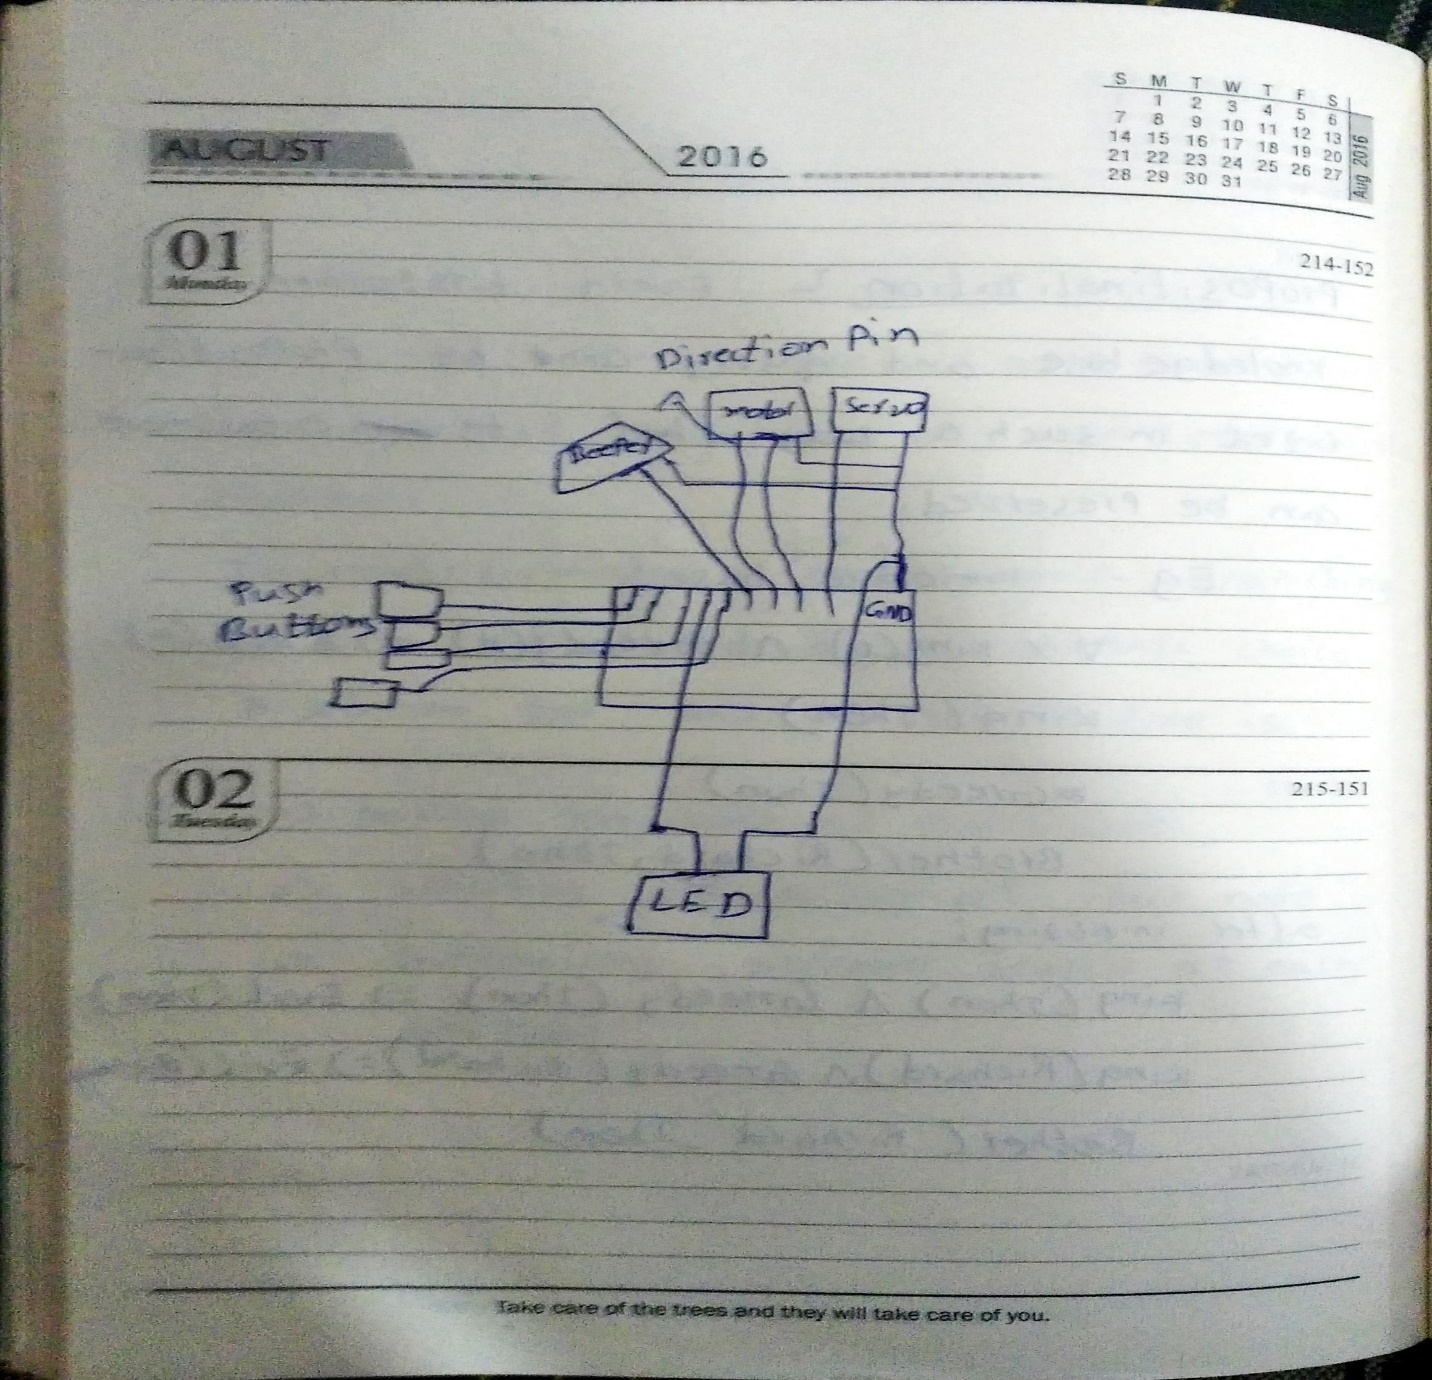 S M T W T F S
1 2 3 4 5 6
7 8 9 10 11 12 13
14 15 16 17 18 19 20
21 22 23 24 25 26 27
28 29 30 31
Aug 2016
AUGUST
2016
01
Monday
214-152
Direction Pin
motor
Servo
Beeper
Push
Buttons
GND
02
Tuesday
215-151
LED
Take care of the trees and they will take care of you.